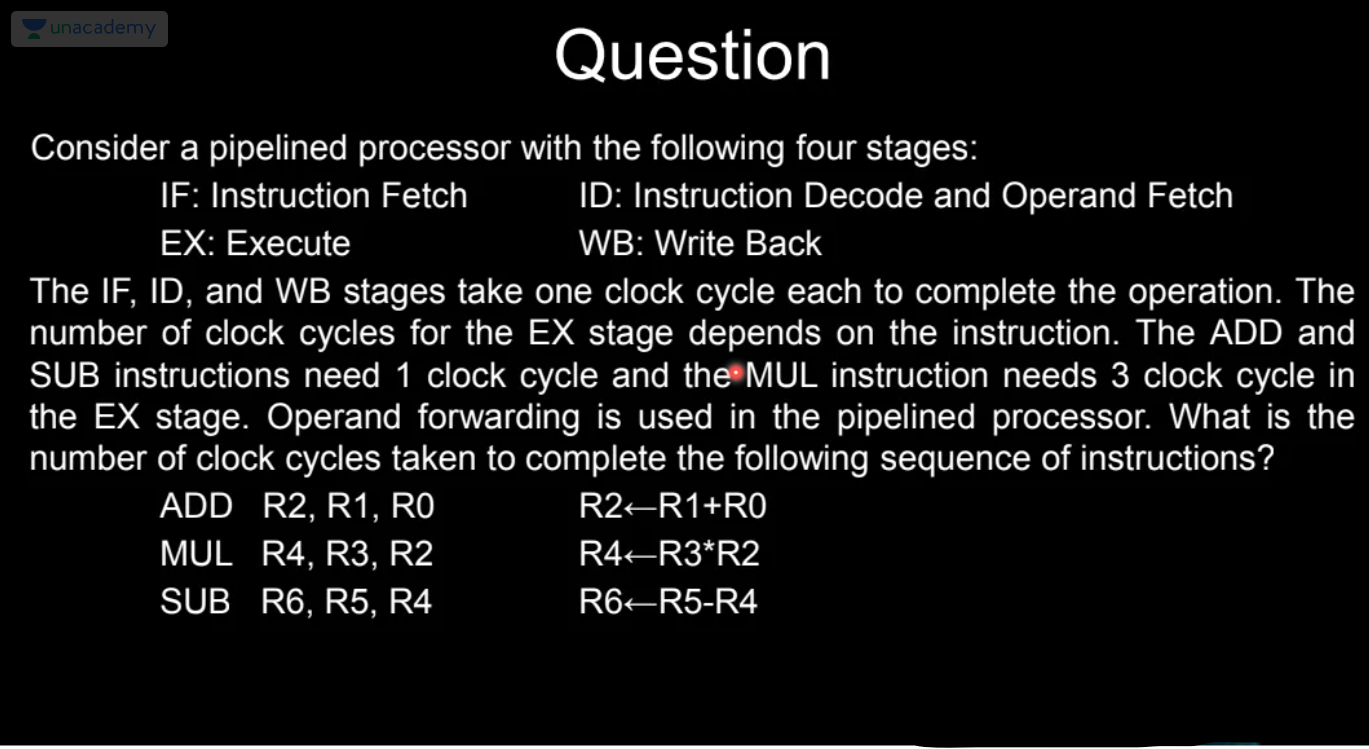 unacademy
Question
Consider a pipelined processor with the following four stages:
IF: Instruction Fetch ID: Instruction Decode and Operand Fetch
EX: Execute WB: Write Back
The IF, ID, and WB stages take one clock cycle each to complete the operation. The
number of clock cycles for the EX stage depends on the instruction. The ADD and
SUB instructions need 1 clock cycle and the MUL instruction needs 3 clock cycle in
the EX stage. Operand forwarding is used in the pipelined processor. What is the
number of clock cycles taken to complete the following sequence of instructions?
ADD R2, R1, R0 R2←R1+R0
MUL R4, R3, R2 R4←R3*R2
SUB R6, R5, R4 R6←R5-R4